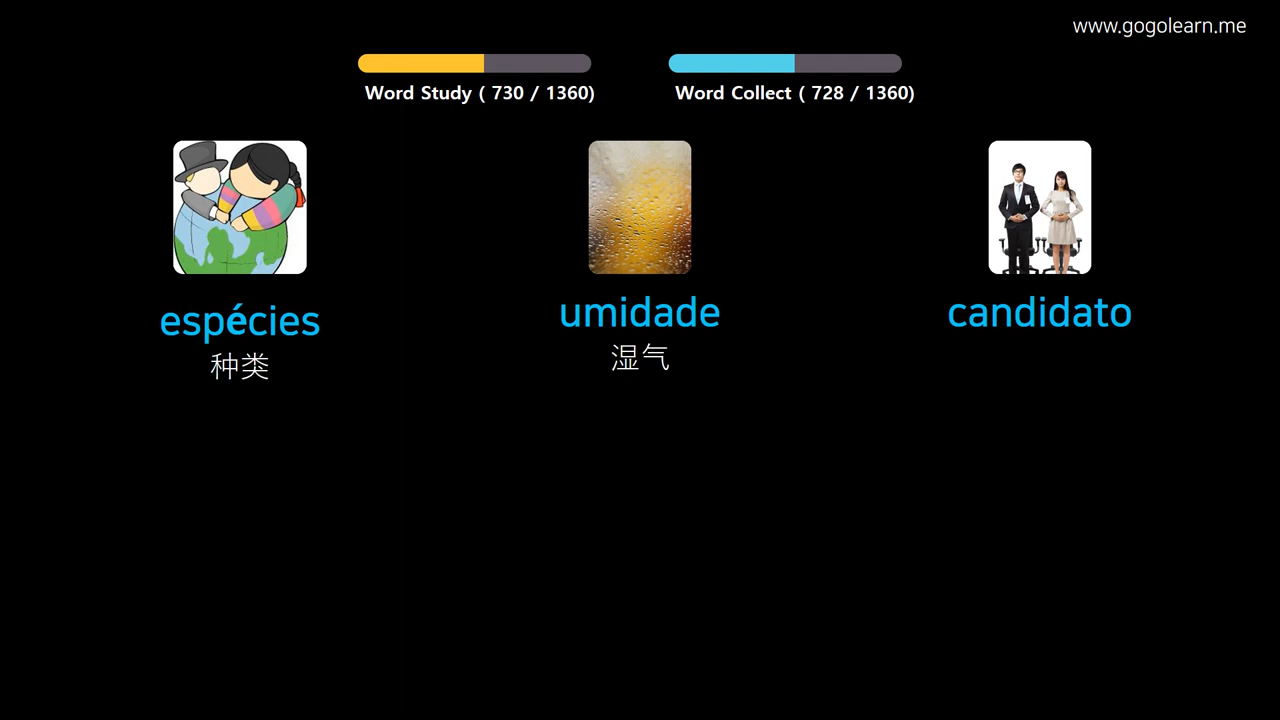 www.gogolearn.me
Word Study ( 730 / 1360)
Word Collect ( 728 / 1360)
espécies
umidade
candidato
种类
湿气